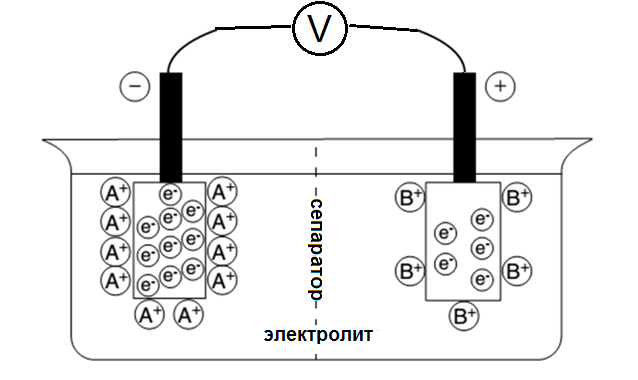 V
− +
A⁺ A⁺ B⁺ B⁺
e⁻ e⁻ e⁻ e⁻ e⁻ e⁻ e⁻ e⁻ e⁻
A⁺ A⁺
A⁺ A⁺
A⁺ A⁺
A⁺ A⁺
e⁻ e⁻ e⁻ e⁻ e⁻
B⁺ B⁺
B⁺
сепаратор
электролит